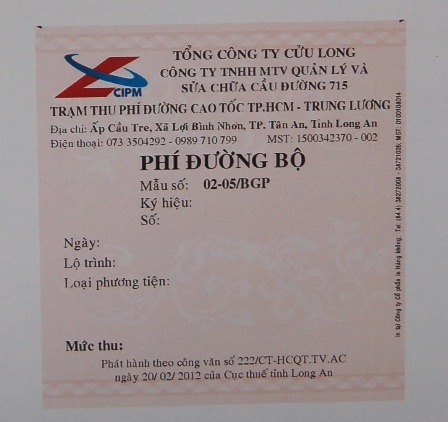 CIPM
TỔNG CÔNG TY CỬU LONG
CÔNG TY TNHH MTV QUẢN LÝ VÀ
SỬA CHỮA CẦU ĐƯỜNG 715
TRẠM THU PHÍ ĐƯỜNG CAO TỐC TP.HCM - TRUNG LƯƠNG
Địa chỉ: Ấp Cầu Tre, Xã Lợi Bình Nhơn, TP. Tân An, Tỉnh Long An
Điện thoại: 073 3504292 - 0989 710 799 MST: 1500342370 - 002
PHÍ ĐƯỜNG BỘ
Mẫu số: 02-05/BGP
Ký hiệu:
Số:
Ngày:
Lộ trình:
Loại phương tiện:
Mức thu:
Phát hành theo công văn số 222/CT-HCQT.TV.AC
ngày 20/ 02/ 2012 của Cục thuế tỉnh Long An